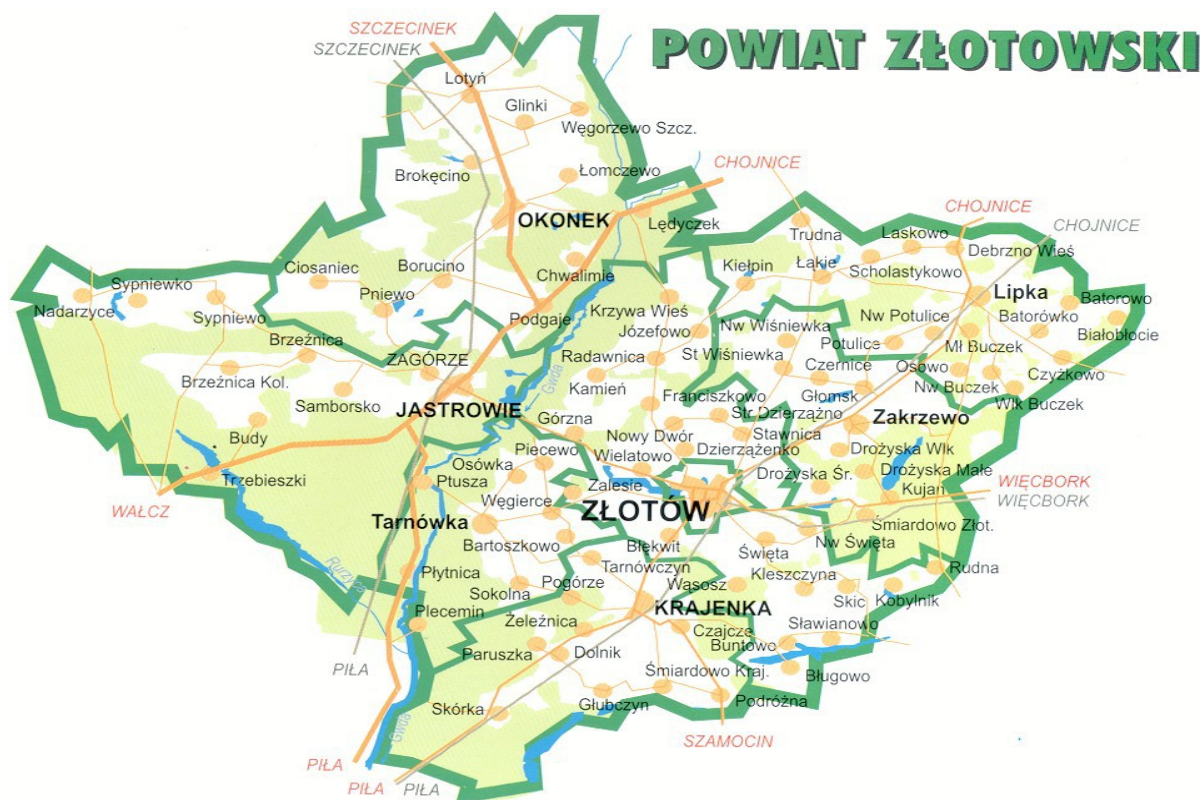 POWIAT ZŁOTOWSKI
SZCZECINEK
SZCZECINEK
Lotyń
Glinki
Węgorzewo Szcz.
Brokęcino
Łomczewo
CHOJNICE
OKONEK
Lędyczek
CHOJNICE
CHOJNICE
Trudna
Laskowo
Debrzno Wieś
Ciosaniec
Borucino
Chwalimie
Kiełpin
Łąkie
Scholastykowo
Sypniewko
Pniewo
Lipka
Batorowo
Nadarzyce
Sypniewo
Podgaje
Krzywa Wieś
Józefowo
Nw Wiśniewka
Nw Potulice
Batorówko
Białobłocie
Brzeźnica
ZAGÓRZE
Radawnica
St Wiśniewka
Potulice
Mł Buczek
Brzeźnica Kol.
Gwda
Kamień
Czernice
Osowo
Czyżkowo
Samborsko
JASTROWIE
Franciszkowo
Głomsk
Nw Buczek
Wlk Buczek
Górzna
Str Dzierzążno
Zakrzewo
Budy
Nowy Dwór
Stawnica
Pięcewo
Wielatowo
Dzierzążenko
Drożyska Wlk
Osówka
Drożyska Śr.
Drożyska Małe
Trzebieszki
Ptusza
Zalesie
Kujań
WIĘCBORK
WIĘCBORK
WAŁCZ
Węgierce
ZŁOTÓW
Tarnówka
Śmiardowo Złot.
Bartoszkowo
Błękwit
Święta
Nw Święta
Tarnówczyn
Rurzyca
Płytnica
Pogórze
Wąsosz
Kleszczyna
Rudna
Sokolna
Skic
Kobylnik
Plecemin
KRAJENKA
Żeleźnica
Czajcze
Sławianowo
Buntowo
Paruszka
Dolnik
PIŁA
Śmiardowo Kraj.
Bługowo
Skórka
Głubczyn
Podróżna
Gwda
SZAMOCIN
PIŁA
PIŁA
PIŁA